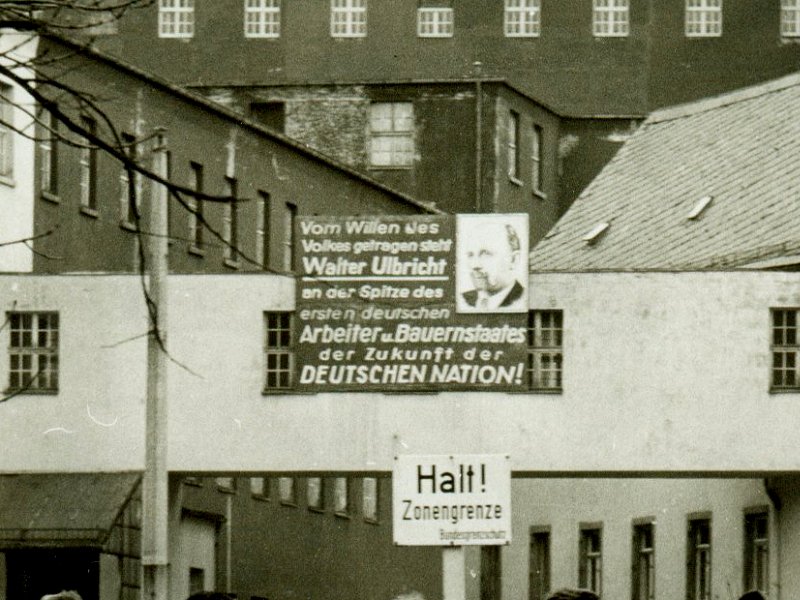 Vom Willen des
Volkes getragen steht
Walter Ulbricht
an der Spitze des
ersten deutschen
Arbeiter u. Bauernstaates
der Zukunft der
DEUTSCHEN NATION!
Halt!
Zonengrenze
Bundesgrenzschutz